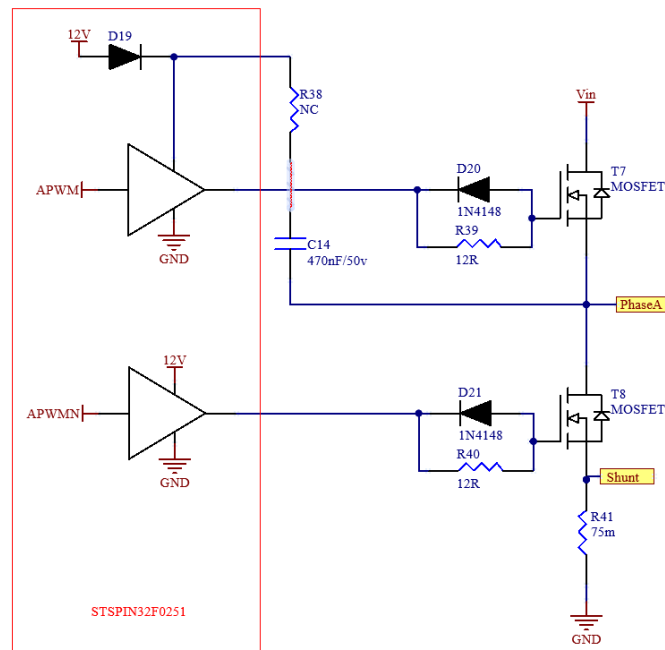 12V
D19
R38
NC
Vin
APWM
D20
1N4148
T7
MOSFET
R39
12R
GND
C14
470nF/50v
PhaseA
12V
APWMN
D21
1N4148
T8
MOSFET
R40
12R
GND
Shunt
R41
75m
STSPIN32F0251
GND